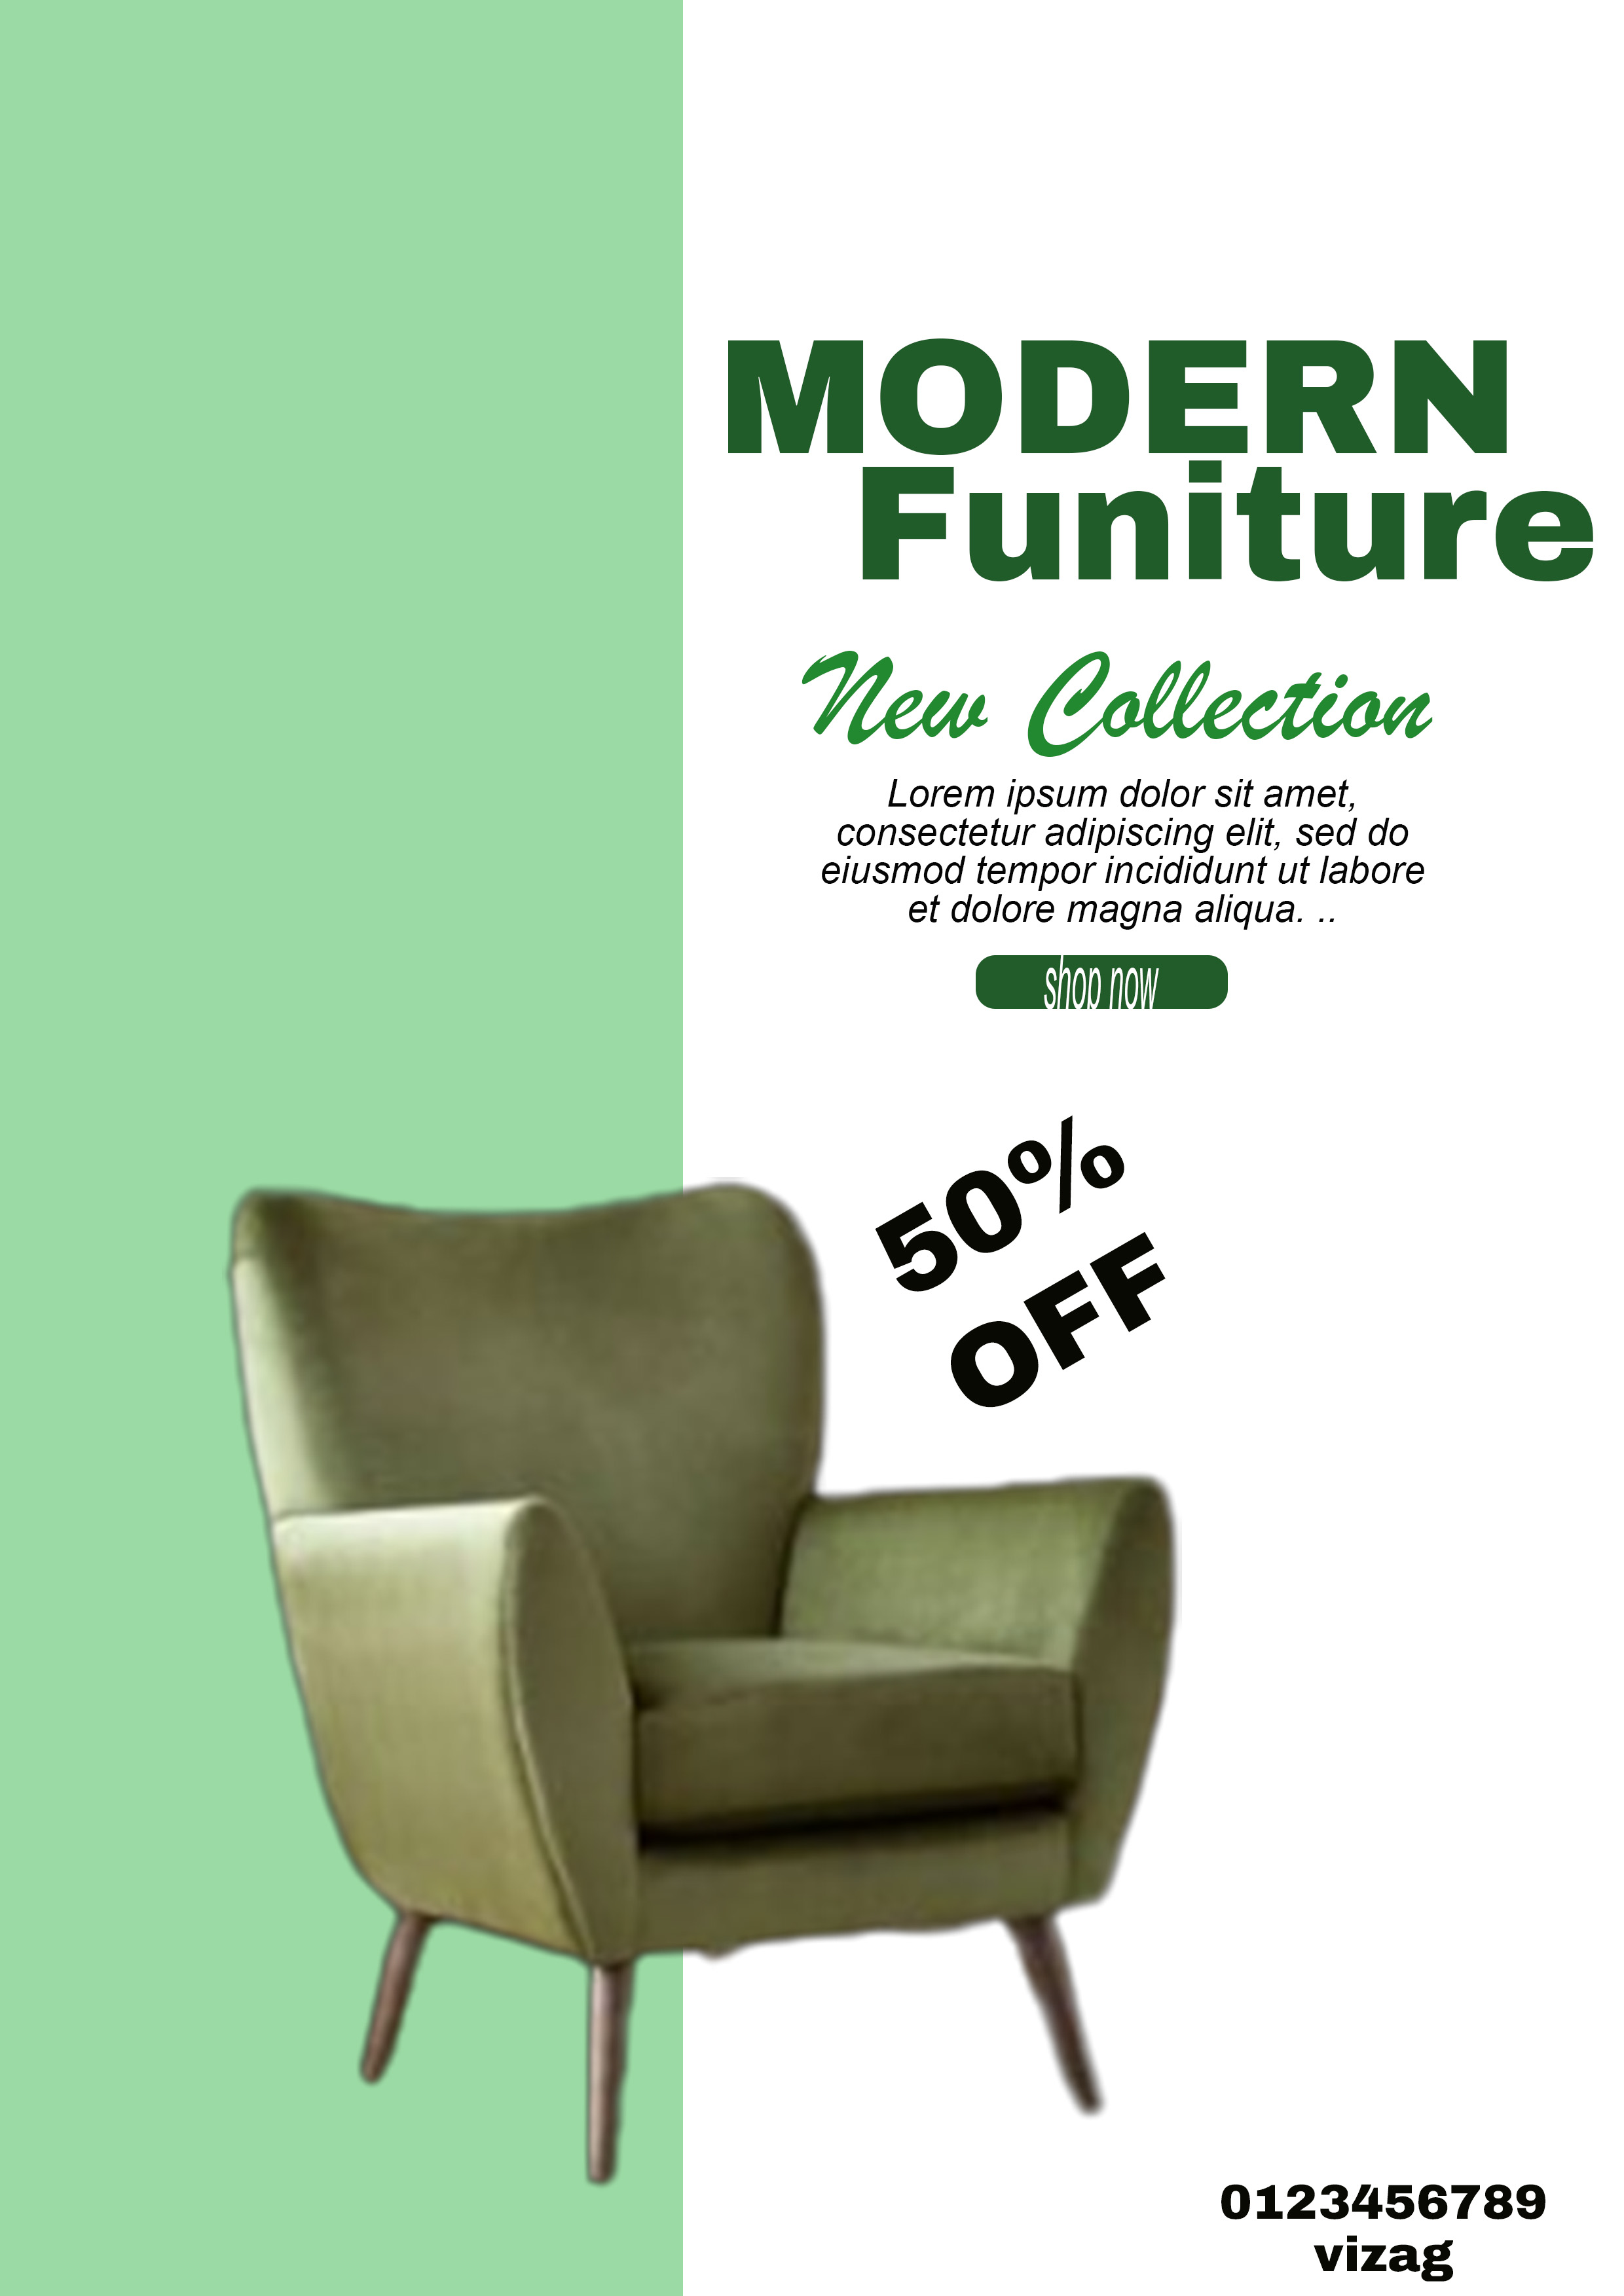 MODERN
Funiture
New Collection
Lorem ipsum dolor sit amet,
consectetur adipiscing elit, sed do
eiusmod tempor incididunt ut labore
et dolore magna aliqua. ..
shop now
50%
OFF
0123456789
vizag